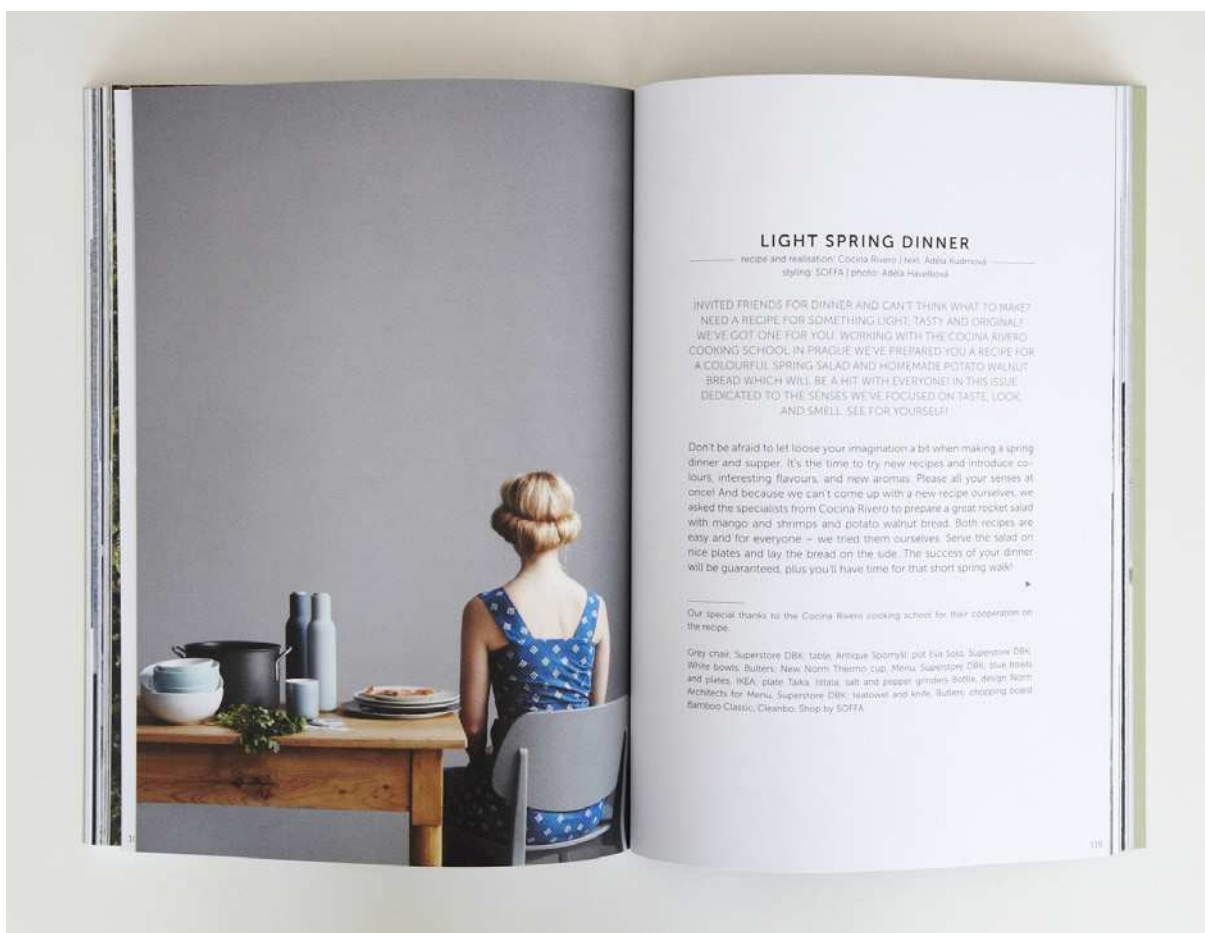 LIGHT SPRING DINNER
recipe and realisation: Cocina Rivero | text: Adéla Kudrnová
styling: SOFFA | photo: Adéla Havelková
INVITED FRIENDS FOR DINNER AND CAN'T THINK WHAT TO MAKE?
NEED A RECIPE FOR SOMETHING LIGHT, TASTY AND ORIGINAL?
WE'VE GOT ONE FOR YOU. WORKING WITH THE COCINA RIVERO
COOKING SCHOOL IN PRAGUE WE'VE PREPARED YOU A RECIPE FOR
A COLOURFUL SPRING SALAD AND HOMEMADE POTATO WALNUT
BREAD WHICH WILL BE A HIT WITH EVERYONE! IN THIS ISSUE
DEDICATED TO THE SENSES WE'VE FOCUSED ON TASTE, LOOK,
AND SMELL. SEE FOR YOURSELF!
Don't be afraid to let loose your imagination a bit when making a spring
dinner and supper. It's the time to try new recipes and introduce co-
lours, interesting flavours, and new aromas. Please all your senses at
once! And because we can't come up with a new recipe ourselves, we
asked the specialists from Cocina Rivero to prepare a great rocket salad
with mango and shrimps and potato walnut bread. Both recipes are
easy and for everyone – we tried them ourselves. Serve the salad on
nice plates and lay the bread on the side. The success of your dinner
will be guaranteed, plus you'll have time for that short spring walk!
Our special thanks to the Cocina Rivero cooking school for their cooperation on
the recipe.
Grey chair, Superstore DBK; table, Antique Spomyšl; pot Eva Solo, Superstore DBK;
White bowls, Butlers; New Norm Thermo cup, Menu, Superstore DBK; blue bowls
and plates, IKEA; plate Taika, Iittala; salt and pepper grinders Bottle, design Norm
Architects for Menu, Superstore DBK; teatowel and knife, Butlers; chopping board
Bamboo Classic, Cleanbo, Shop by SOFFA
119